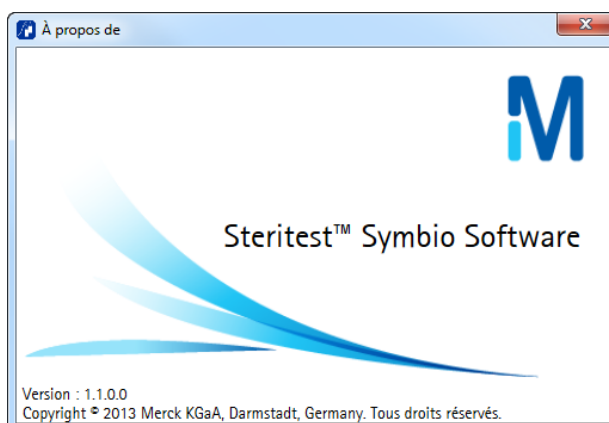 À propos de
M
Steritest™ Symbio Software
Version : 1.1.0.0
Copyright © 2013 Merck KGaA, Darmstadt, Germany. Tous droits réservés.